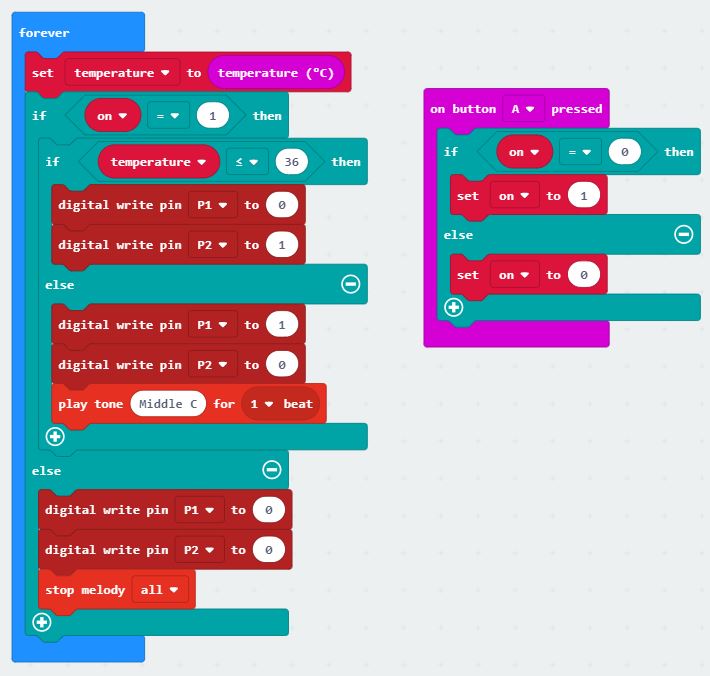 forever
set temperature to temperature (°C)
if on = 1 then
if temperature ≤ 36 then
digital write pin P1 to 0
digital write pin P2 to 1
else
digital write pin P1 to 1
digital write pin P2 to 0
play tone Middle C for 1 beat
else
digital write pin P1 to 0
digital write pin P2 to 0
stop melody all
on button A pressed
if on = 0 then
set on to 1
else
set on to 0